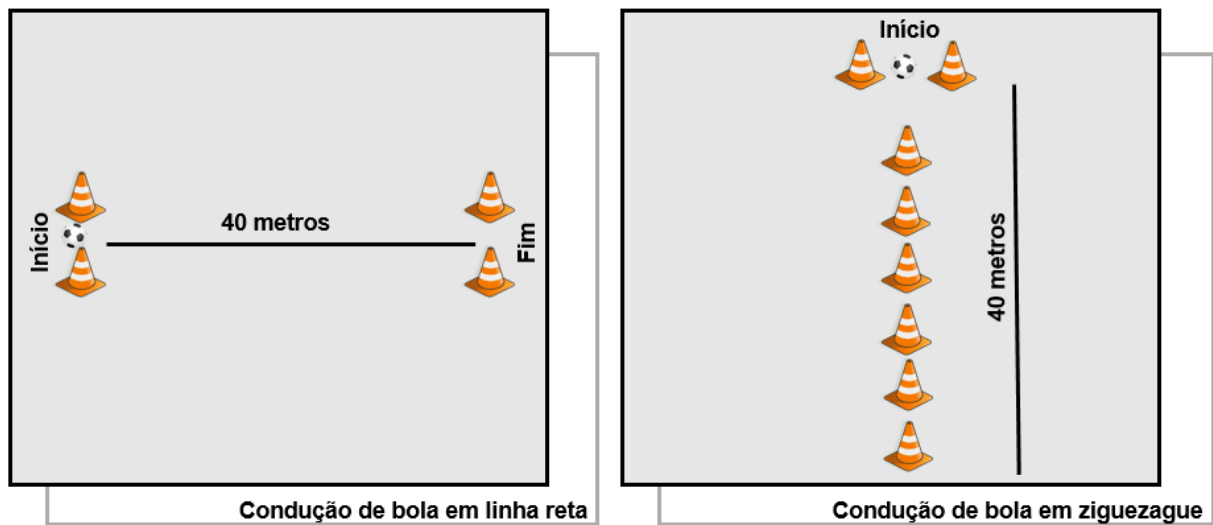 Início
40 metros
Fim
Condução de bola em linha reta
Início
40 metros
Condução de bola em ziguezague